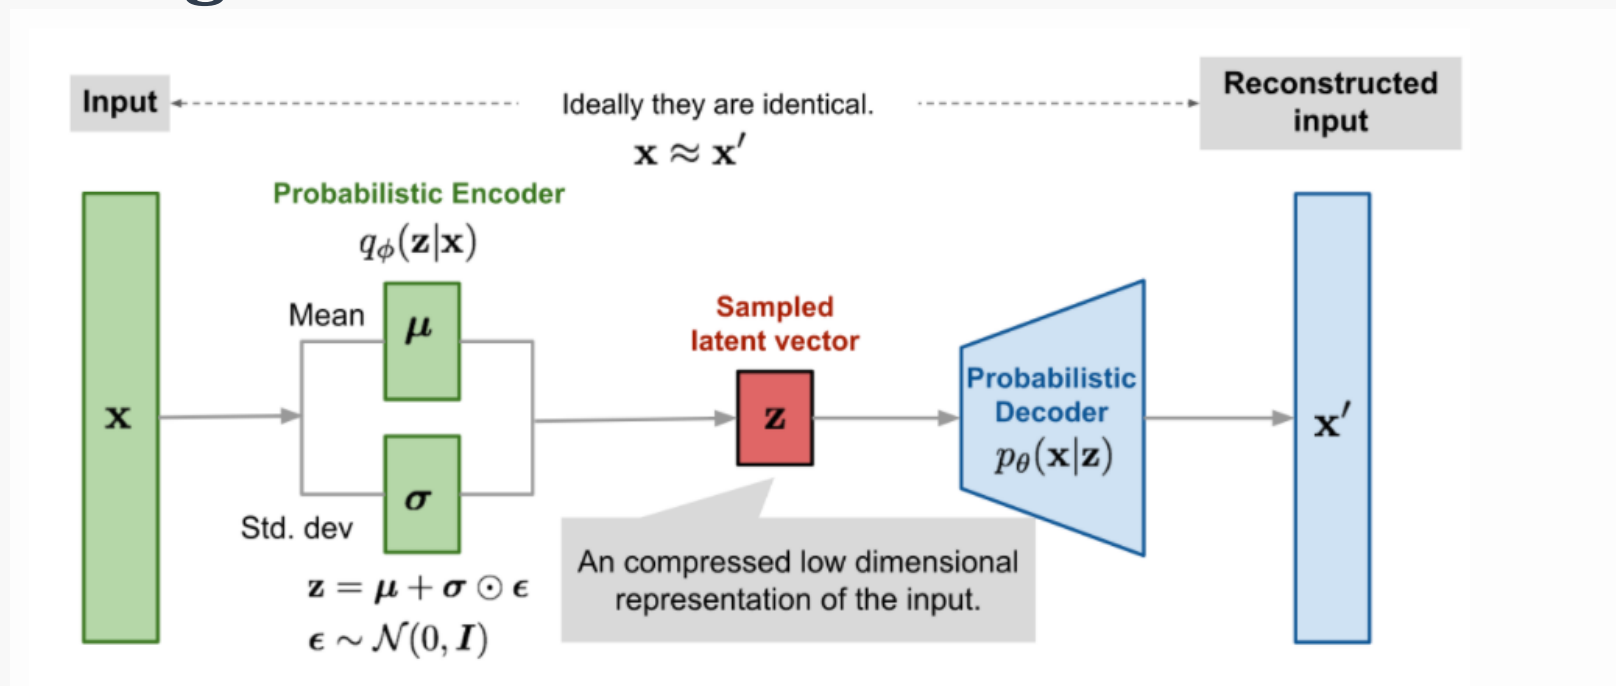 Input
Ideally they are identical.
x ≈ x′
Reconstructed
input
Probabilistic Encoder
qϕ(z|x)
Mean
μ
x
σ
Std. dev
z = μ + σ ⊙ ϵ
ϵ ∼ 𝒩(0, I)
Sampled
latent vector
z
An compressed low dimensional
representation of the input.
Probabilistic
Decoder
pθ(x|z)
x′